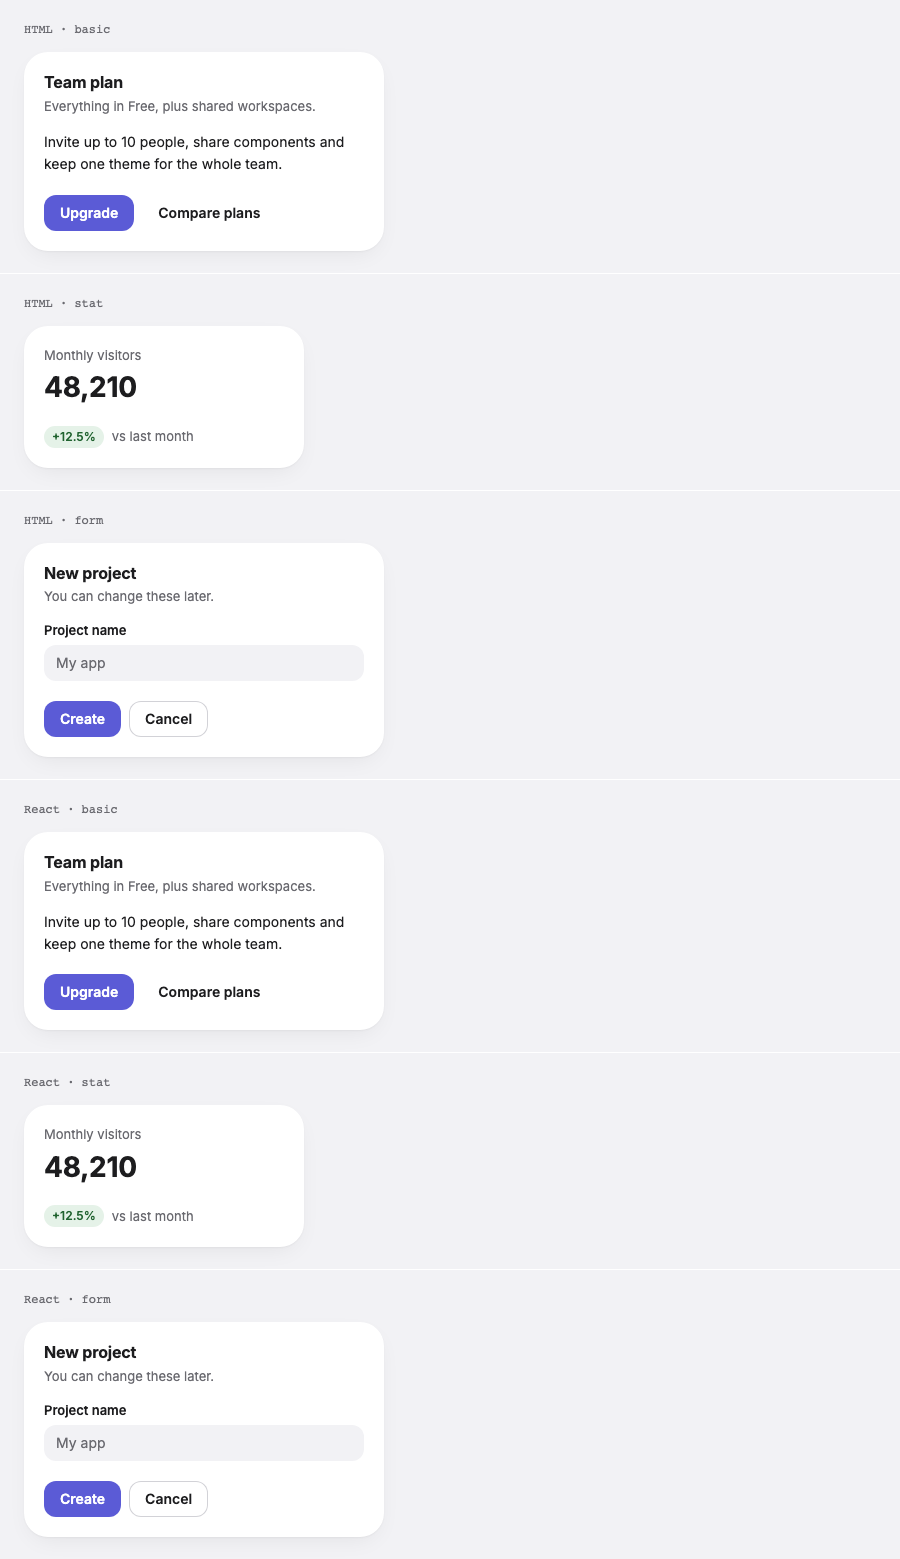 HTML · basic
Team plan
Everything in Free, plus shared workspaces.
Invite up to 10 people, share components and
keep one theme for the whole team.
Upgrade Compare plans
HTML · stat
Monthly visitors
48,210
+12.5% vs last month
HTML · form
New project
You can change these later.
Project name
My app
Create Cancel
React · basic
Team plan
Everything in Free, plus shared workspaces.
Invite up to 10 people, share components and
keep one theme for the whole team.
Upgrade Compare plans
React · stat
Monthly visitors
48,210
+12.5% vs last month
React · form
New project
You can change these later.
Project name
My app
Create Cancel